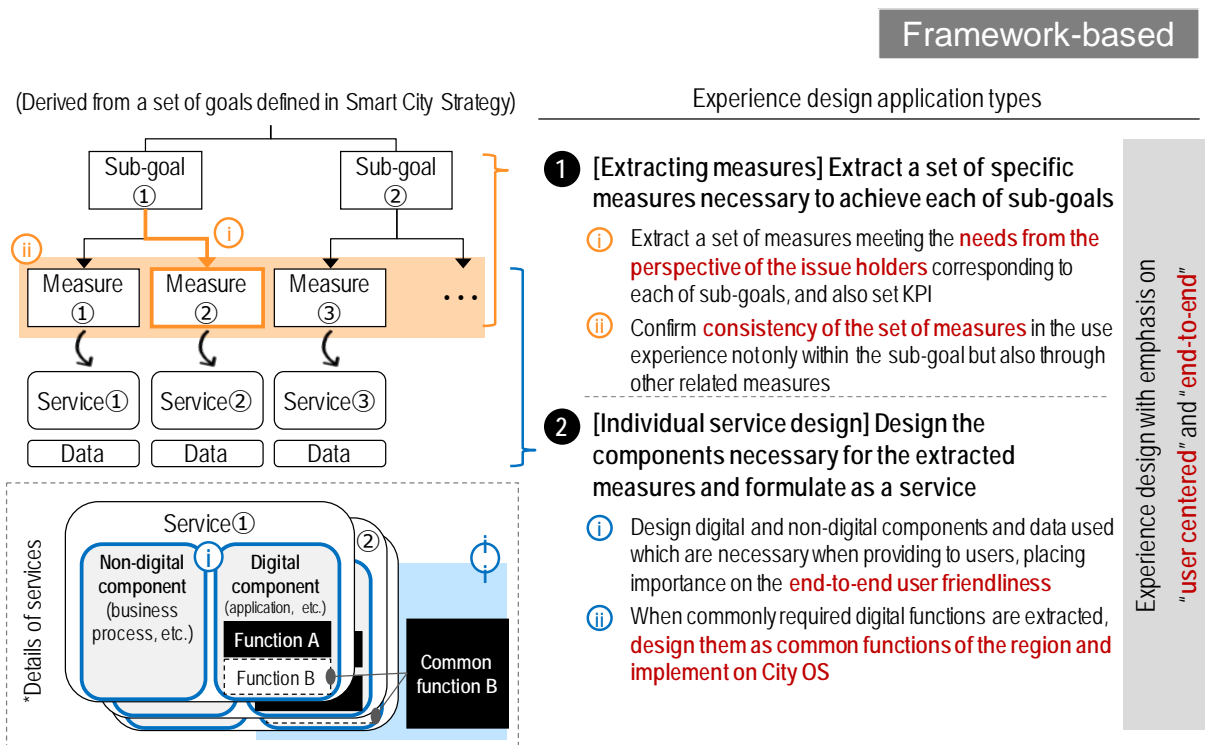 Framework-based
(Derived from a set of goals defined in Smart City Strategy)
Sub-goal
①
Sub-goal
②
i
ii
Measure
①
Measure
②
Measure
③
...
Service①
Service②
Service③
Data
Data
Data
*Details of services
Service①
②
Non-digital
component
(business
process, etc.)
i
Digital
component
(application, etc.)
Function A
Function B
Common
function B
Experience design application types
1 [Extracting measures] Extract a set of specific
measures necessary to achieve each of sub-goals
i Extract a set of measures meeting the needs from the
perspective of the issue holders corresponding to
each of sub-goals, and also set KPI
ii Confirm consistency of the set of measures in the use
experience not only within the sub-goal but also through
other related measures
2 [Individual service design] Design the
components necessary for the extracted
measures and formulate as a service
i Design digital and non-digital components and data used
which are necessary when providing to users, placing
importance on the end-to-end user friendliness
ii When commonly required digital functions are extracted,
design them as common functions of the region and
implement on City OS
Experience design with emphasis on
"user centered" and "end-to-end"